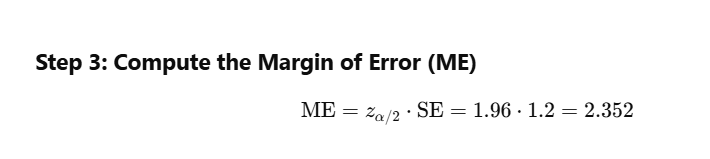 Step 3: Compute the Margin of Error (ME)
ME = z_{α/2} · SE = 1.96 · 1.2 = 2.352